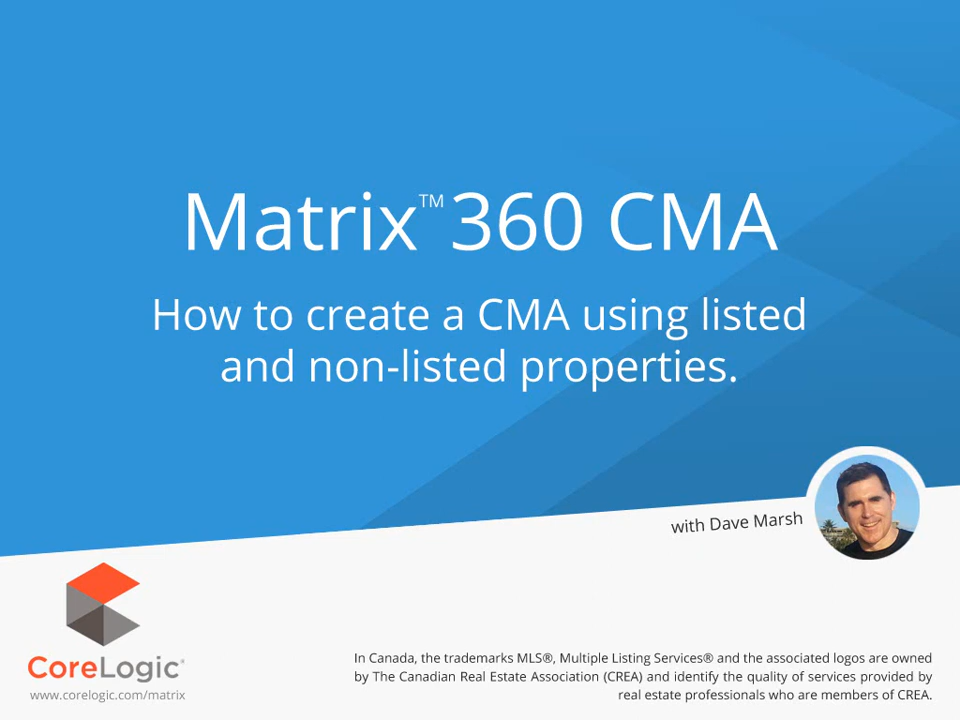 Matrix™ 360 CMA
How to create a CMA using listed
and non-listed properties.
with Dave Marsh
CoreLogic®
www.corelogic.com/matrix
In Canada, the trademarks MLS®, Multiple Listing Services® and the associated logos are owned
by The Canadian Real Estate Association (CREA) and identify the quality of services provided by
real estate professionals who are members of CREA.